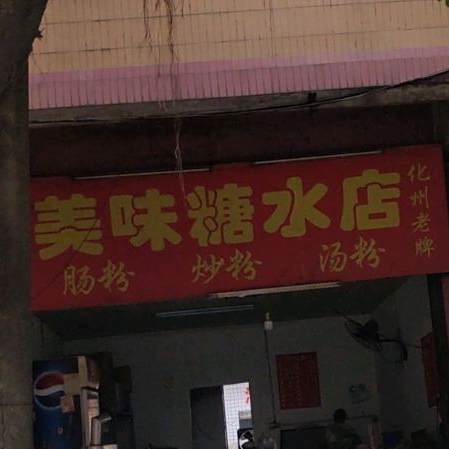 美味糖水店
化州老牌
肠粉 炒粉 汤粉